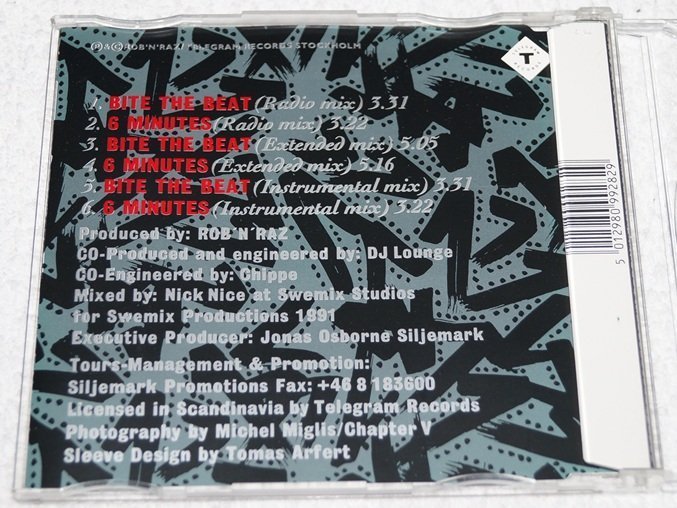 ℗&©ROB'N'RAZ/TELEGRAM RECORDS STOCKHOLM
T
1. BITE THE BEAT (Radio mix) 3.31
2. 6 MINUTES (Radio mix) 3.22
3. BITE THE BEAT (Extended mix) 5.05
4. 6 MINUTES (Extended mix) 5.16
5. BITE THE BEAT (Instrumental mix) 3.31
6. 6 MINUTES (Instrumental mix) 3.22
Produced by: ROB'N'RAZ
CO-Produced and engineered by: DJ Lounge
CO-Engineered by: Chippe
Mixed by: Nick Nice at Swemix Studios
for Swemix Productions 1991
Executive Producer: Jonas Osborne Siljemark
Tours-Management & Promotion:
Siljemark Promotions Fax: +46 8 183600
Licensed in Scandinavia by Telegram Records
Photography by Michel Miglis/Chapter V
Sleeve Design by Tomas Arfert
5 012980 992829